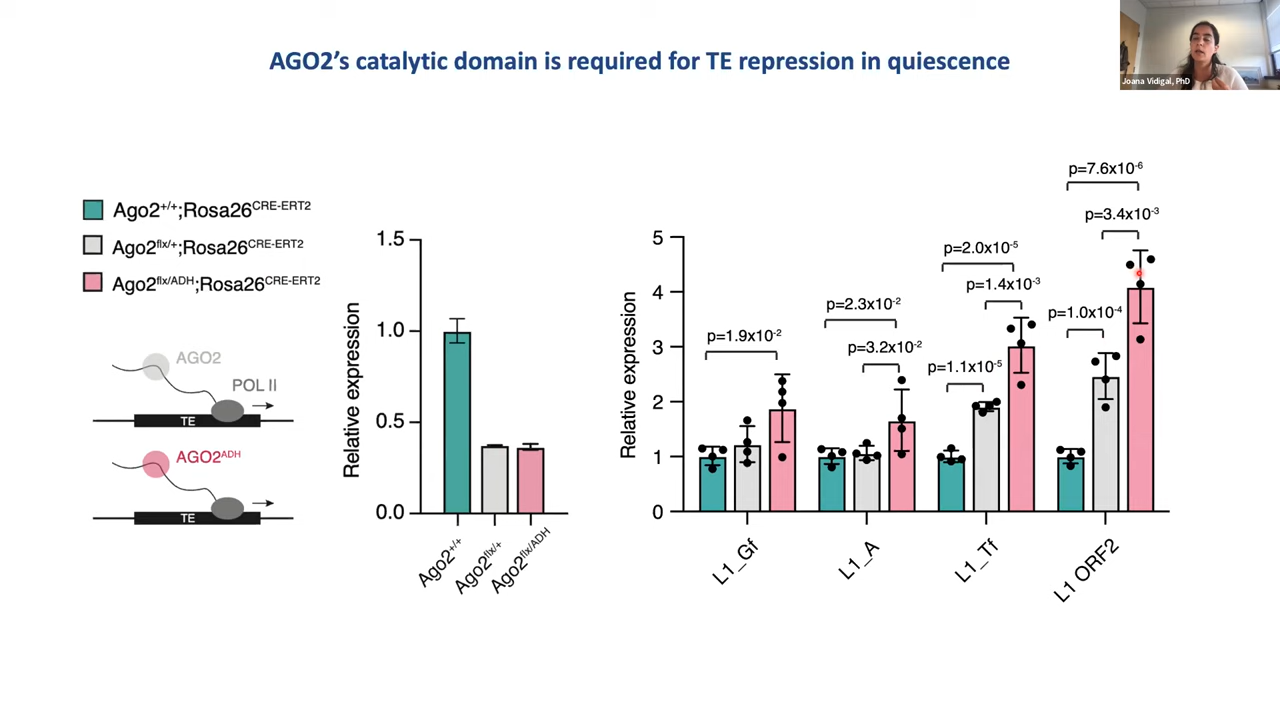 AGO2’s catalytic domain is required for TE repression in quiescence
Joana Vidigal, PhD
Ago2+/+;Rosa26CRE-ERT2
Ago2flx/+;Rosa26CRE-ERT2
Ago2flx/ADH;Rosa26CRE-ERT2
AGO2
POL II
TE
AGO2ADH
TE
Relative expression
1.5
1.0
0.5
0.0
Ago2+/+
Ago2flx/+
Ago2flx/ADH
Relative expression
5
4
3
2
1
0
p=1.9x10-2
p=2.3x10-2
p=3.2x10-2
p=2.0x10-5
p=1.4x10-3
p=1.1x10-5
p=7.6x10-6
p=3.4x10-3
p=1.0x10-4
L1_Gf
L1_A
L1_Tf
L1 ORF2